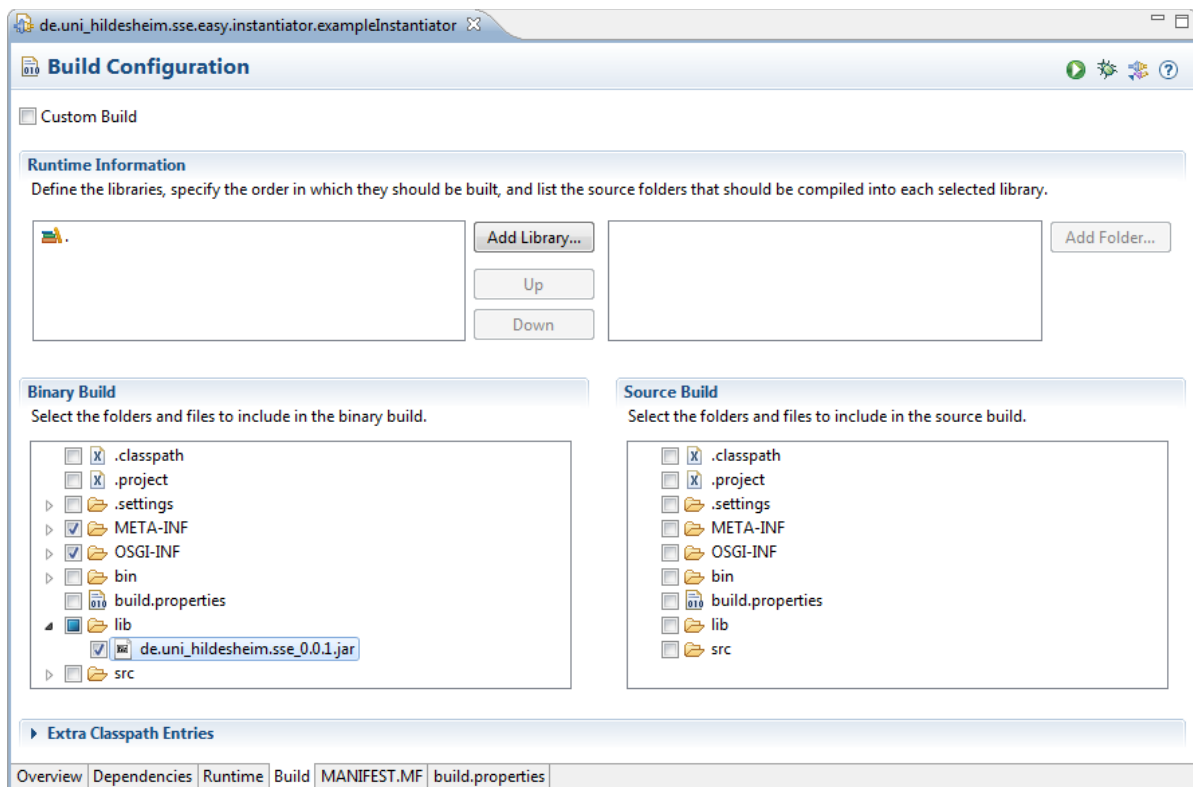 de.uni_hildesheim.sse.easy.instantiator.exampleInstantiator
Build Configuration
Custom Build
Runtime Information
Define the libraries, specify the order in which they should be built, and list the source folders that should be compiled into each selected library.
.
Add Library...
Up
Down
Add Folder...
Binary Build
Select the folders and files to include in the binary build.
.classpath
.project
.settings
META-INF
OSGI-INF
bin
build.properties
lib
de.uni_hildesheim.sse_0.0.1.jar
src
Source Build
Select the folders and files to include in the source build.
.classpath
.project
.settings
META-INF
OSGI-INF
bin
build.properties
lib
src
Extra Classpath Entries
Overview Dependencies Runtime Build MANIFEST.MF build.properties